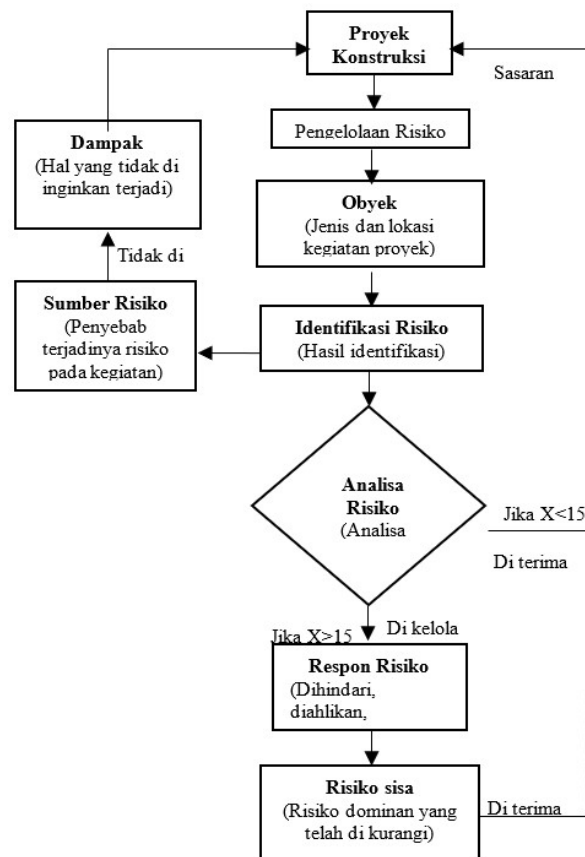 Proyek
Konstruksi
Sasaran
Pengelolaan Risiko
Dampak
(Hal yang tidak di
inginkan terjadi)
Obyek
(Jenis dan lokasi
kegiatan proyek)
Tidak di
Sumber Risiko
(Penyebab
terjadinya risiko
pada kegiatan)
Identifikasi Risiko
(Hasil identifikasi)
Analisa
Risiko
(Analisa
Jika X<15
Di terima
Jika X>15
Di kelola
Respon Risiko
(Dihindari,
diahlikan,
Risiko sisa
(Risiko dominan yang
telah di kurangi)
Di terima